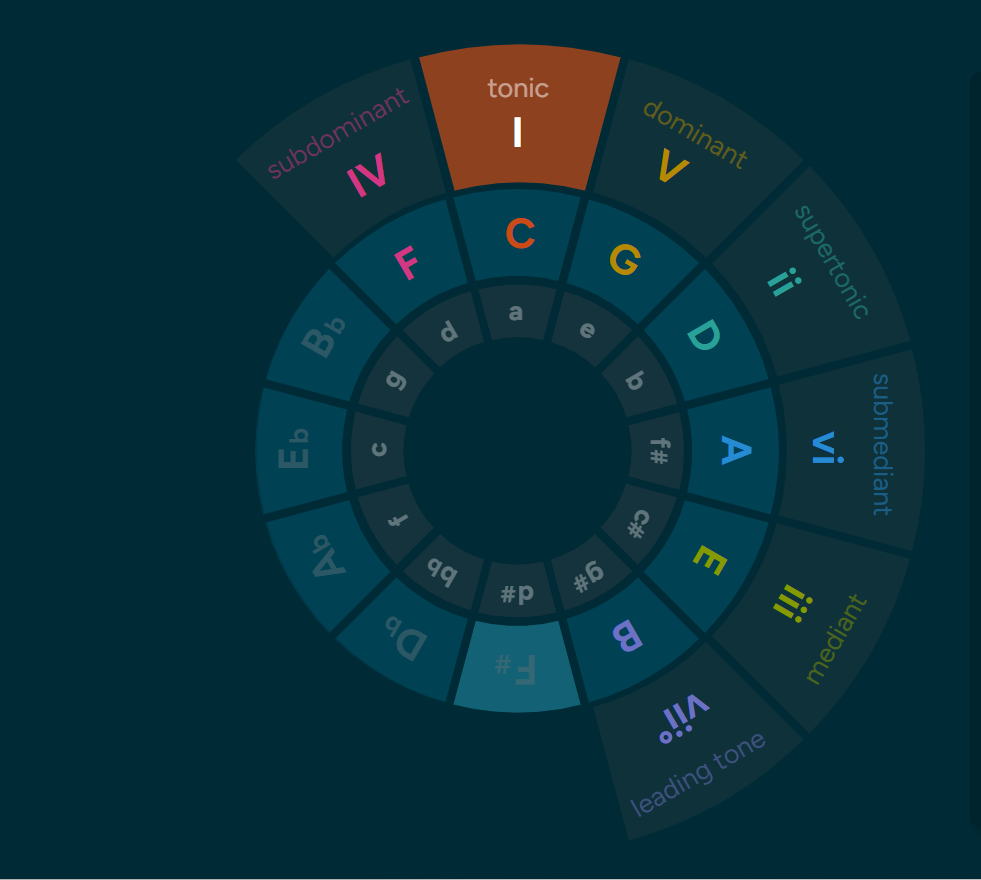 tonic
I
dominant
V
supertonic
ii
submediant
vi
mediant
iii
leading tone
vii°
subdominant
IV
C
G
D
A
E
B
F#
Db
Ab
Eb
Bb
F
a
e
b
f#
c#
g#
d#
bb
f
c
g
d